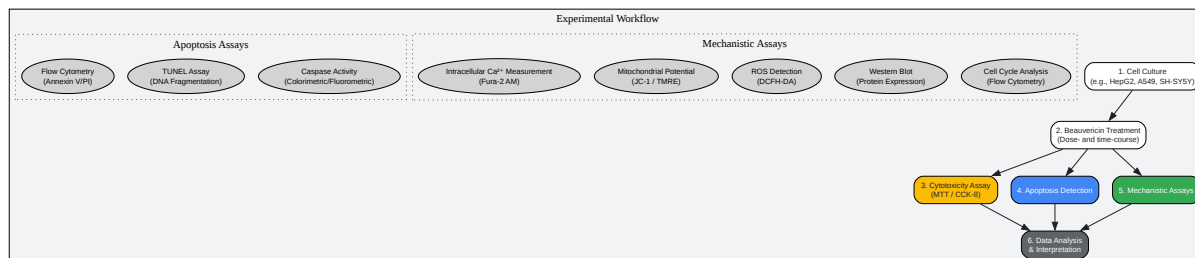 Experimental Workflow
Apoptosis Assays
Flow Cytometry
(Annexin V/PI)
TUNEL Assay
(DNA Fragmentation)
Caspase Activity
(Colorimetric/Fluorometric)
Mechanistic Assays
Intracellular Ca²⁺ Measurement
(Fura-2 AM)
Mitochondrial Potential
(JC-1 / TMRE)
ROS Detection
(DCFH-DA)
Western Blot
(Protein Expression)
Cell Cycle Analysis
(Flow Cytometry)
1. Cell Culture
(e.g., HepG2, A549, SH-SY5Y)
2. Beauvericin Treatment
(Dose- and time-course)
3. Cytotoxicity Assay
(MTT / CCK-8)
4. Apoptosis Detection
5. Mechanistic Assays
6. Data Analysis
& Interpretation